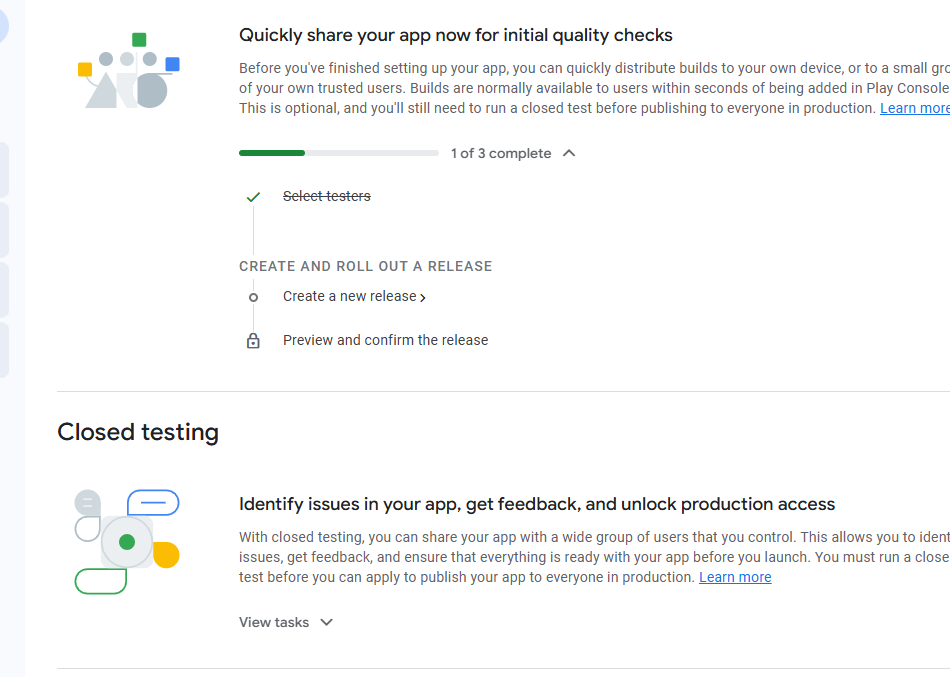 Quickly share your app now for initial quality checks
Before you've finished setting up your app, you can quickly distribute builds to your own device, or to a small
of your own trusted users. Builds are normally available to users within seconds of being added in Play Console
This is optional, and you'll still need to run a closed test before publishing to everyone in production. Learn more
1 of 3 complete
Select testers
CREATE AND ROLL OUT A RELEASE
Create a new release
Preview and confirm the release
Closed testing
Identify issues in your app, get feedback, and unlock production access
With closed testing, you can share your app with a wide group of users that you control. This allows you to
issues, get feedback, and ensure that everything is ready with your app before you launch. You must run a
test before you can apply to publish your app to everyone in production. Learn more
View tasks